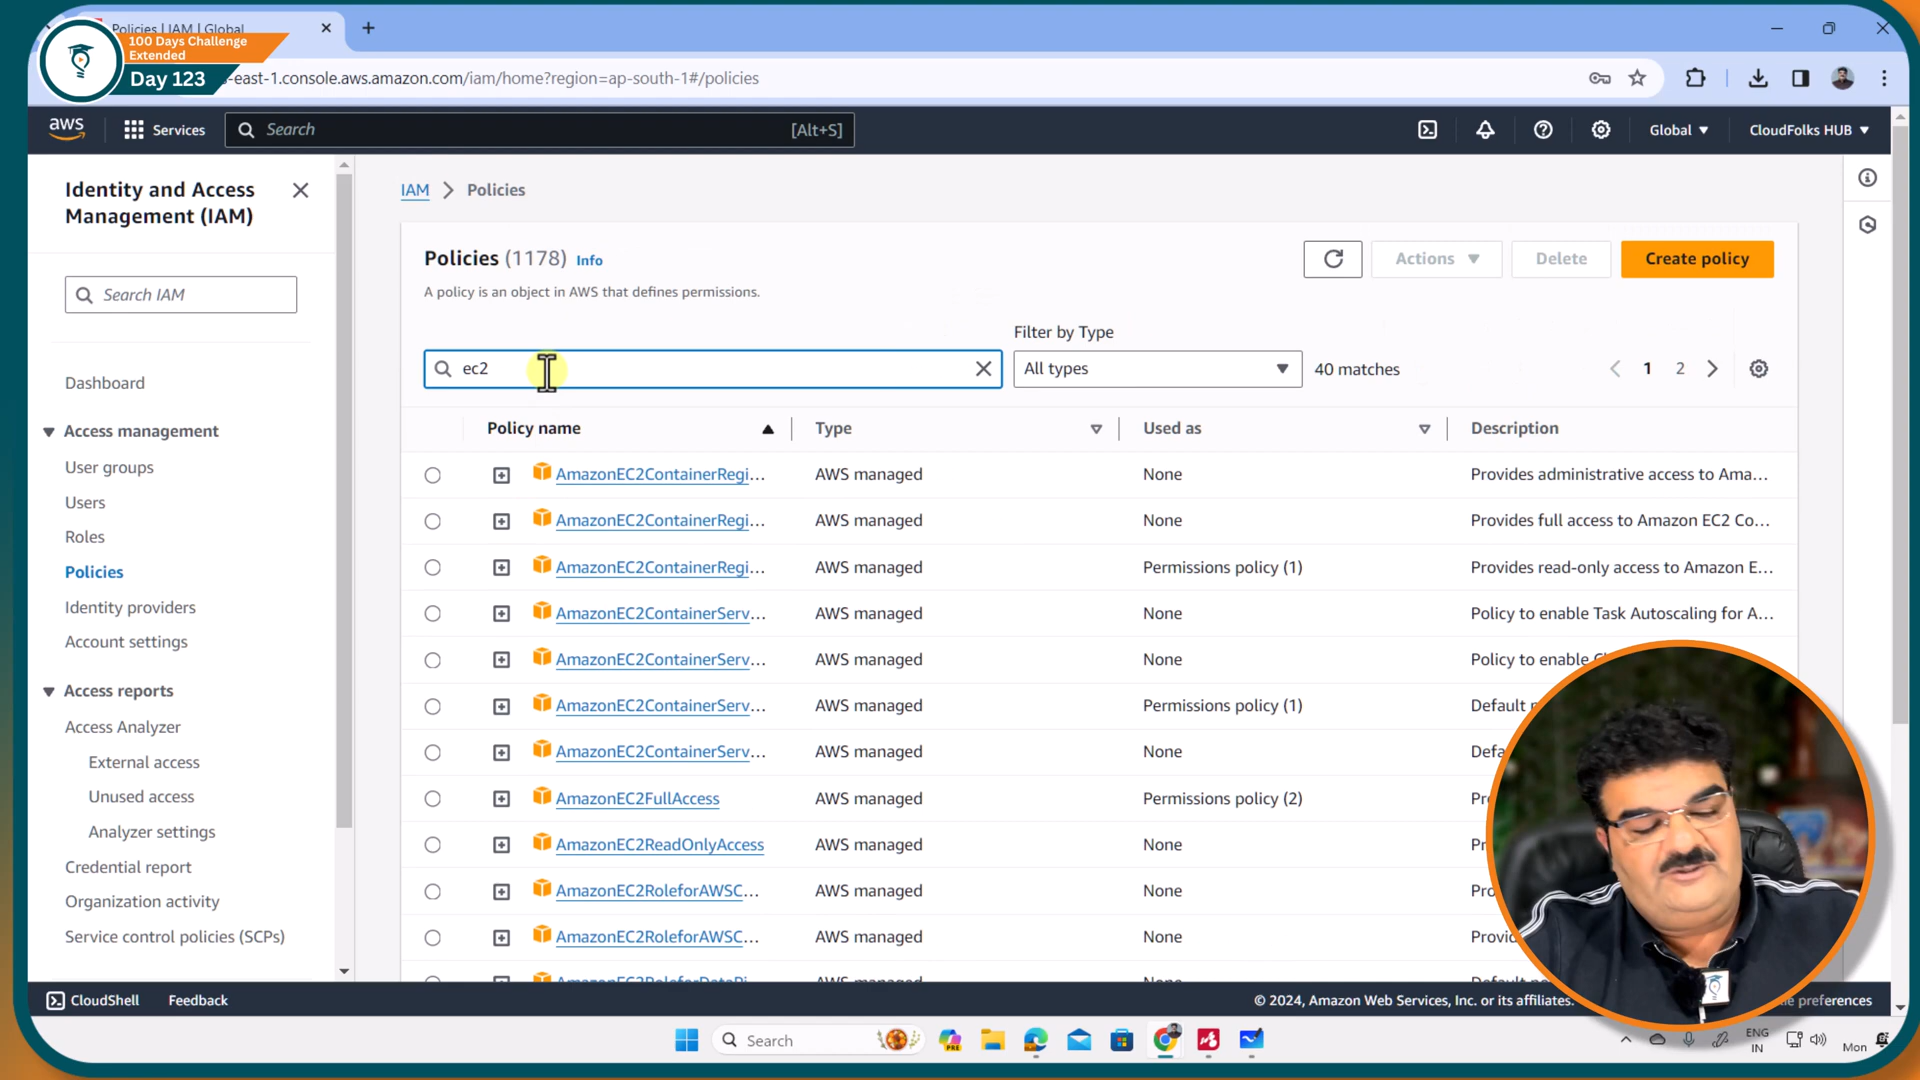 Policies | IAM | Global
100 Days Challenge
Extended
Day 123
-east-1.console.aws.amazon.com/iam/home?region=ap-south-1#/policies
aws
Services
Search
[Alt+S]
Global
CloudFolks HUB
Identity and Access
Management (IAM)
Search IAM
Dashboard
Access management
User groups
Users
Roles
Policies
Identity providers
Account settings
Access reports
Access Analyzer
External access
Unused access
Analyzer settings
Credential report
Organization activity
Service control policies (SCPs)
IAM > Policies
Policies (1178) Info
A policy is an object in AWS that defines permissions.
Actions
Delete
Create policy
Filter by Type
ec2
All types
40 matches
1 2
Policy name Type Used as Description
AmazonEC2ContainerRegi... AWS managed None Provides administrative access to Ama...
AmazonEC2ContainerRegi... AWS managed None Provides full access to Amazon EC2 Co...
AmazonEC2ContainerRegi... AWS managed Permissions policy (1) Provides read-only access to Amazon E...
AmazonEC2ContainerServ... AWS managed None Policy to enable Task Autoscaling for A...
AmazonEC2ContainerServ... AWS managed None Policy to enable
AmazonEC2ContainerServ... AWS managed Permissions policy (1) Default
AmazonEC2ContainerServ... AWS managed None Defa
AmazonEC2FullAccess AWS managed Permissions policy (2) Pr
AmazonEC2ReadOnlyAccess AWS managed None Pr
AmazonEC2RoleforAWSC... AWS managed None Pro
AmazonEC2RoleforAWSC... AWS managed None Provid
CloudShell Feedback
© 2024, Amazon Web Services, Inc. or its affiliates.
preferences
Search
PRE
ENG
IN
Mon